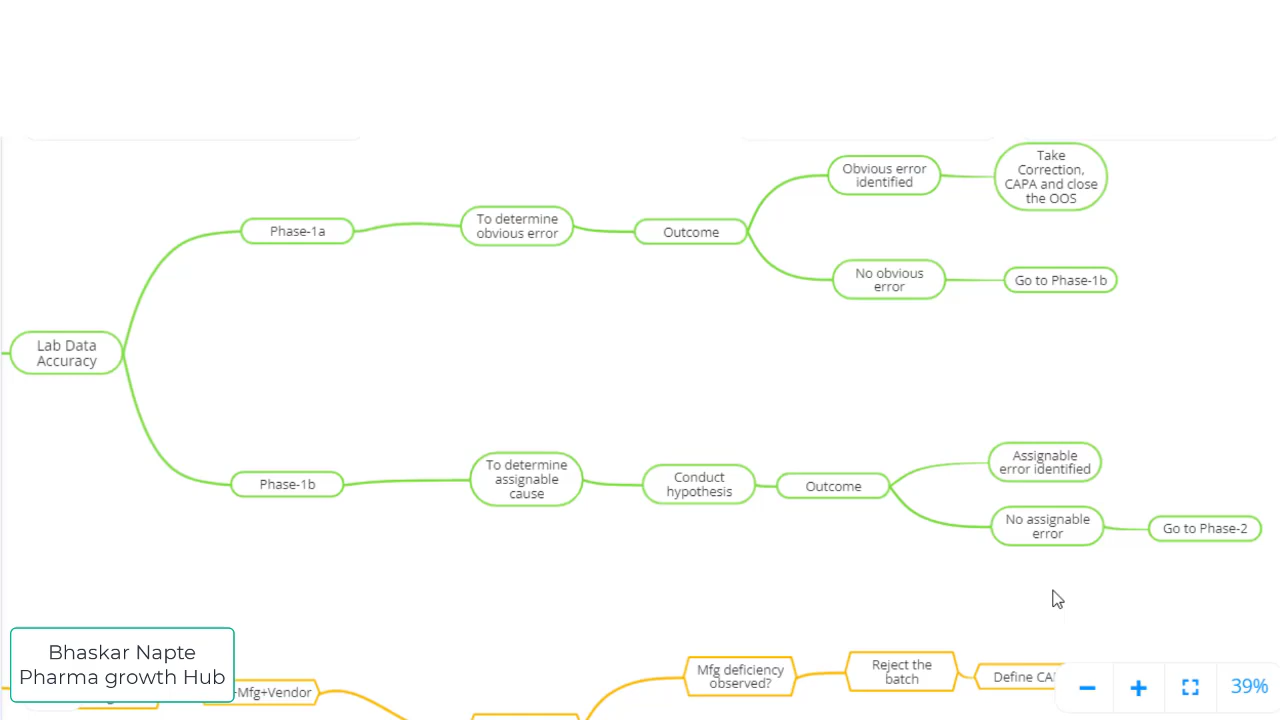 Take
Correction,
CAPA and close
the OOS
Obvious error
identified
Phase-1a
To determine
obvious error
Outcome
No obvious
error
Go to Phase-1b
Lab Data
Accuracy
Phase-1b
To determine
assignable
cause
Conduct
hypothesis
Outcome
Assignable
error identified
No assignable
error
Go to Phase-2
Bhaskar Napte
Pharma growth Hub
-Mfg+Vendor
Mfg deficiency
observed?
Reject the
batch
Define
39%